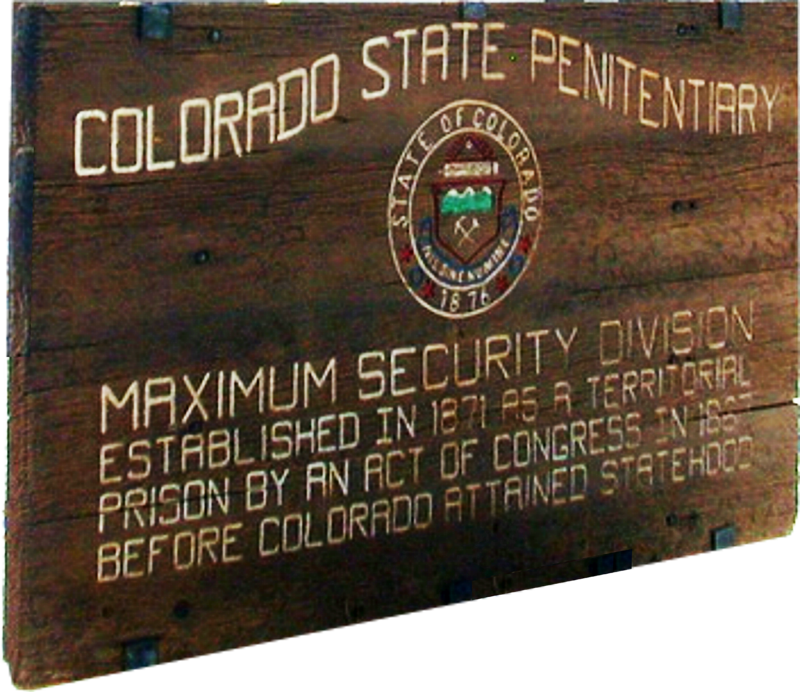 COLORADO STATE PENITENTIARY
STATE OF COLORADO
NIL SINE NUMINE
1876
MAXIMUM SECURITY DIVISION
ESTABLISHED IN 1871 AS A TERRITORIAL
PRISON BY AN ACT OF CONGRESS IN 1867
BEFORE COLORADO ATTAINED STATEHOOD